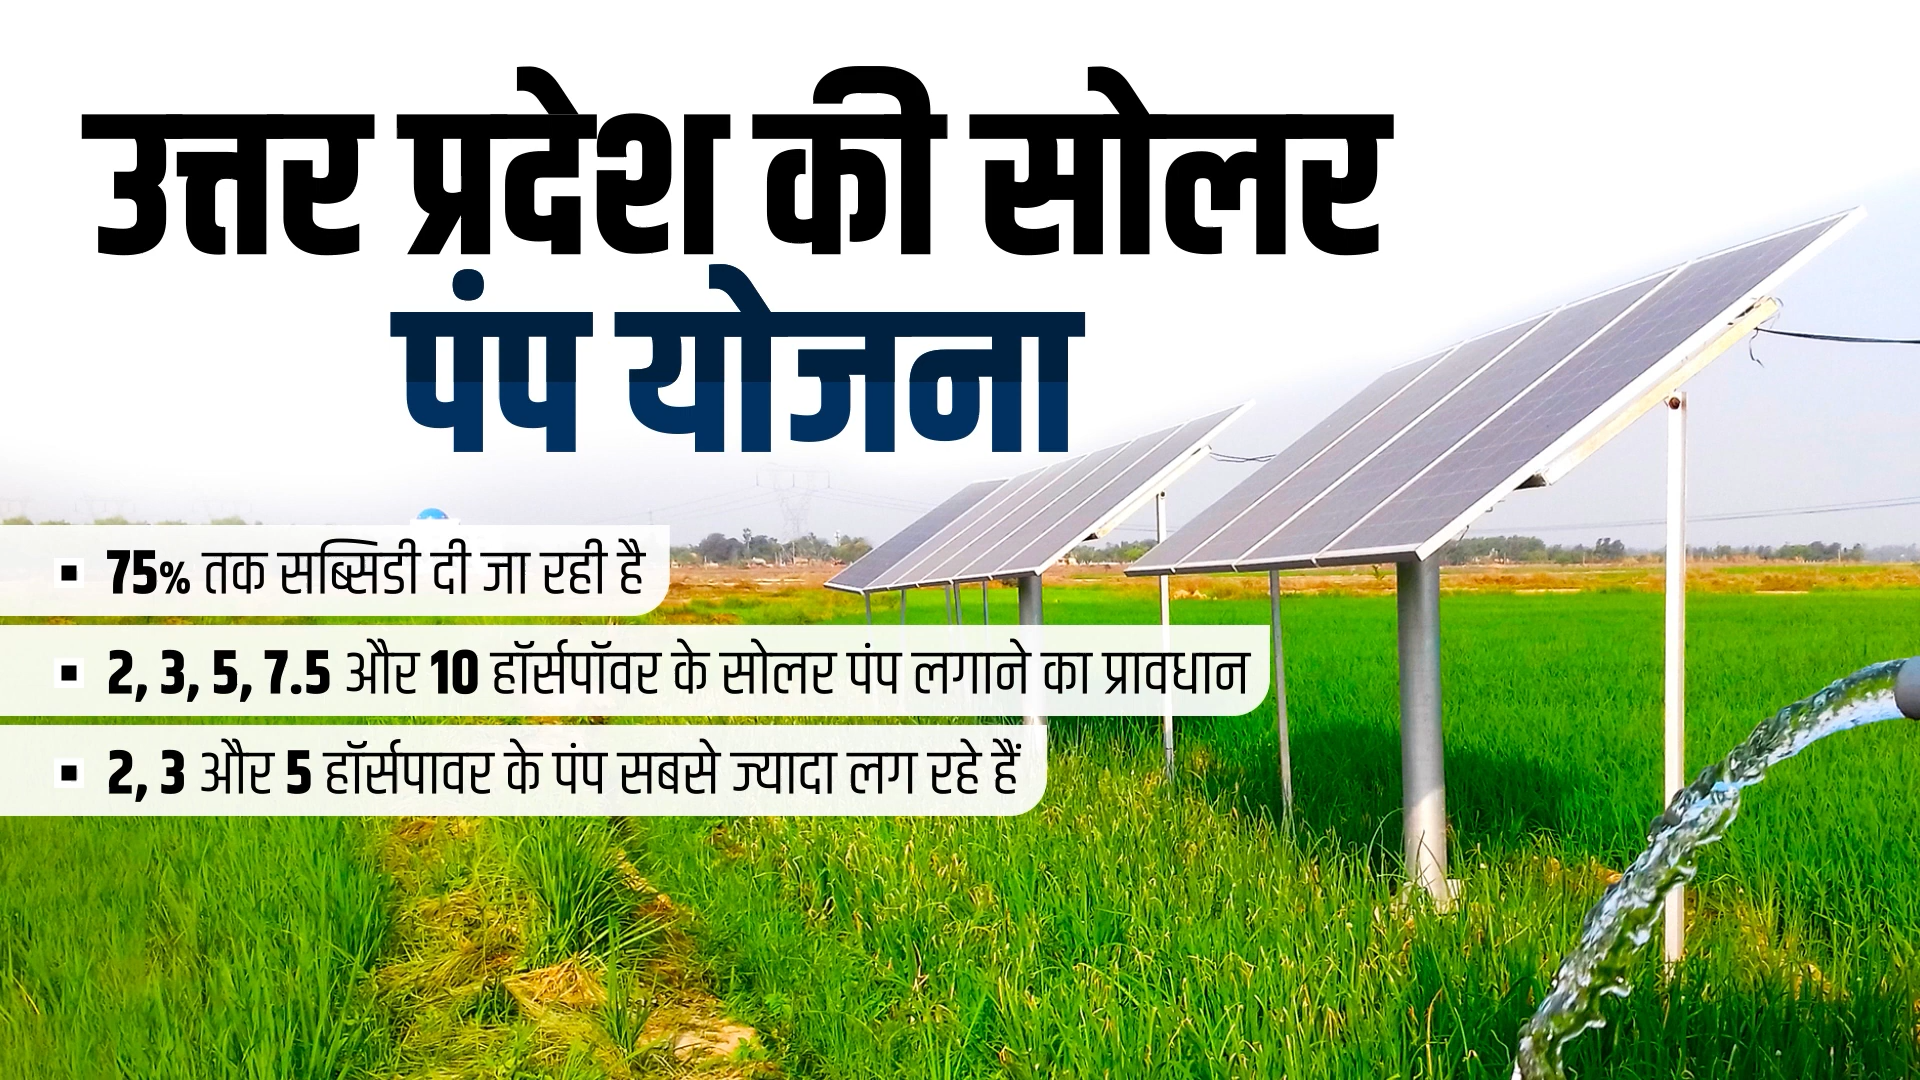 उत्तर प्रदेश की सोलर
पंप योजना
▪ 75% तक सब्सिडी दी जा रही है
▪ 2, 3, 5, 7.5 और 10 हॉर्सपॉवर के सोलर पंप लगाने का प्रावधान
▪ 2, 3 और 5 हॉर्सपावर के पंप सबसे ज्यादा लग रहे हैं